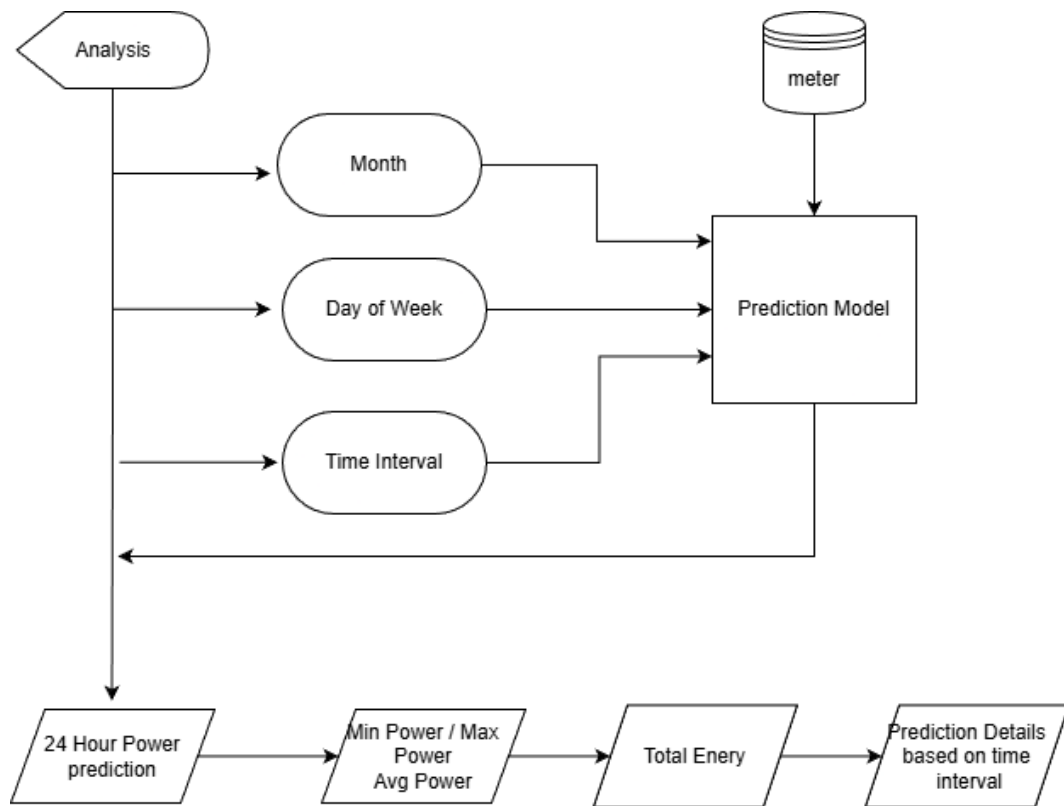 Analysis
meter
Month
Day of Week
Prediction Model
Time Interval
24 Hour Power
prediction
Min Power / Max
Power
Avg Power
Total Enery
Prediction Details
based on time
interval